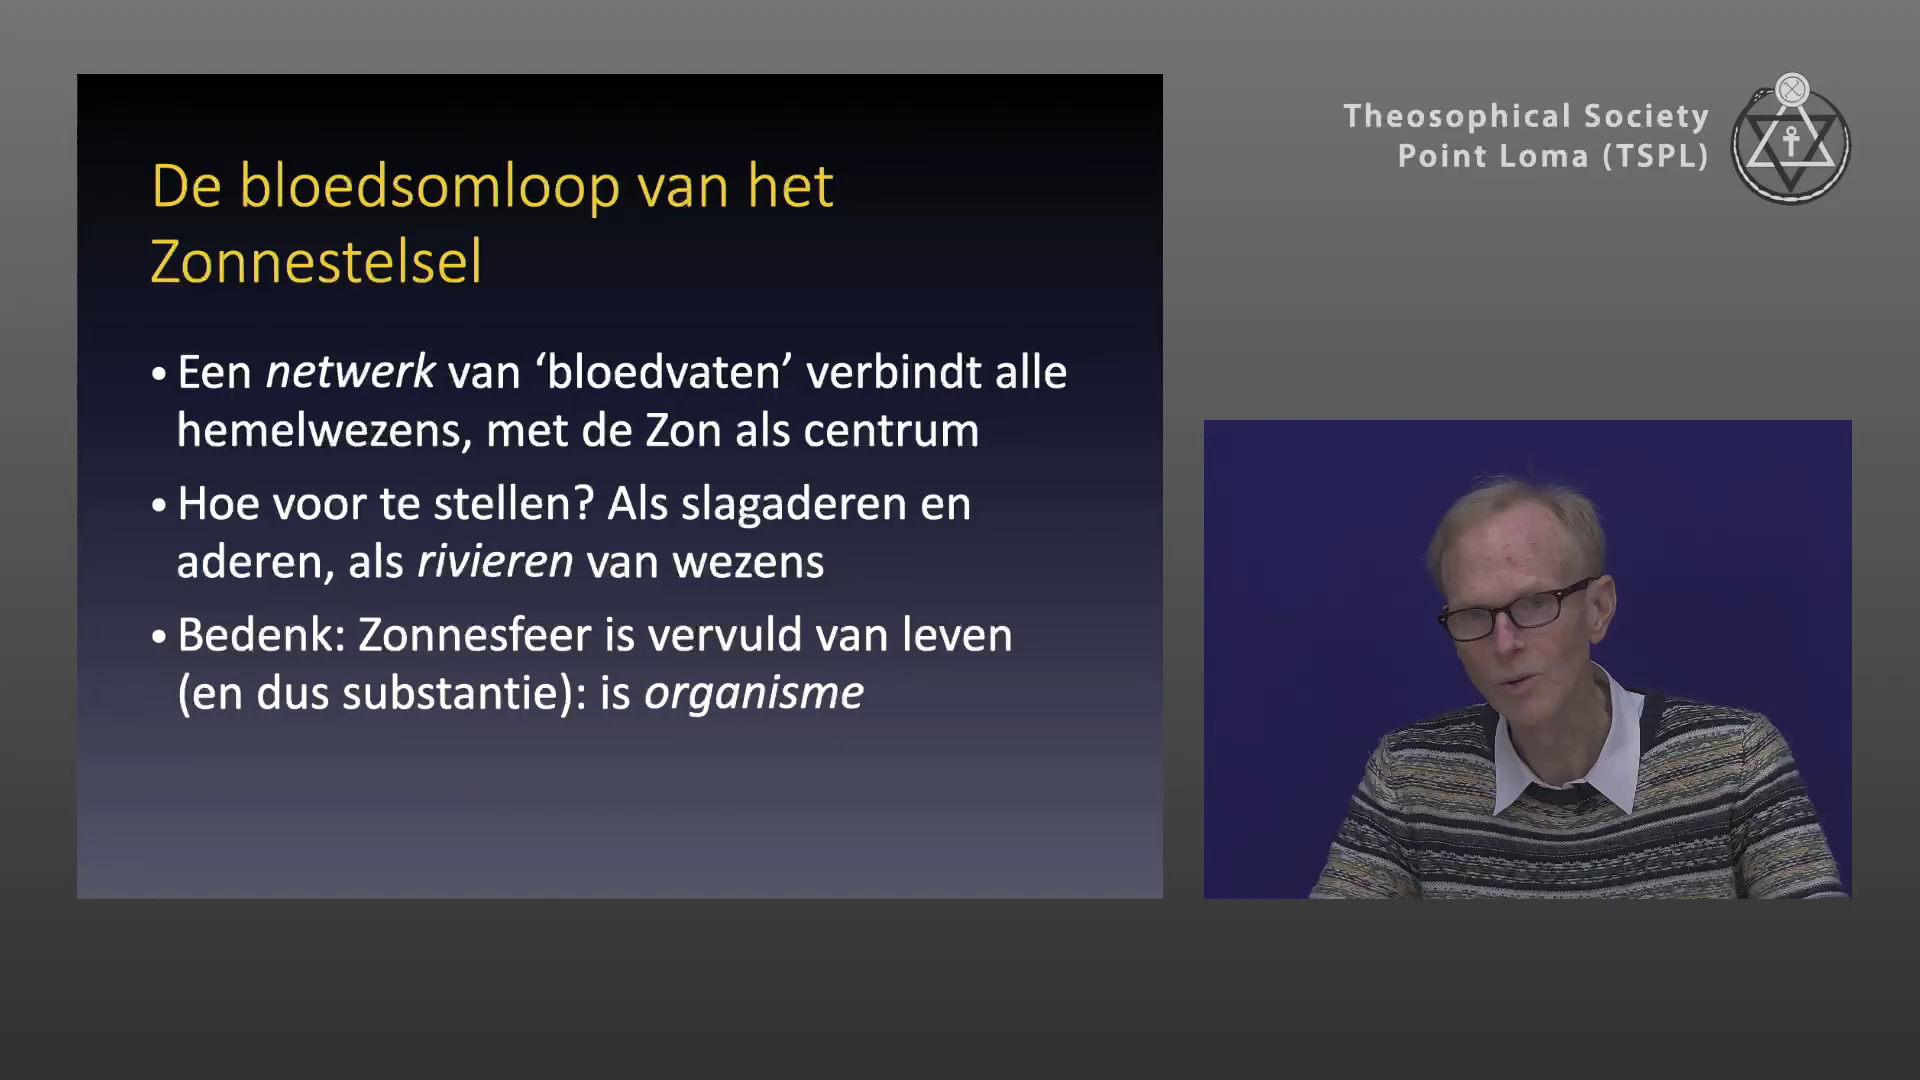 Theosophical Society
Point Loma (TSPL)
De bloedsomloop van het
Zonnestelsel
• Een netwerk van ‘bloedvaten’ verbindt alle
hemelwezens, met de Zon als centrum
• Hoe voor te stellen? Als slagaderen en
aderen, als rivieren van wezens
• Bedenk: Zonnesfeer is vervuld van leven
(en dus substantie): is organisme